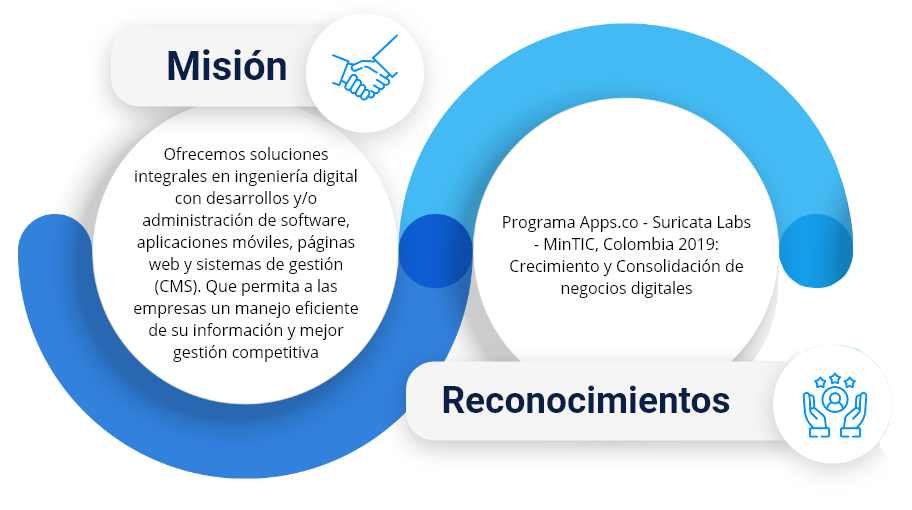 Misión
Ofrecemos soluciones
integrales en ingeniería digital
con desarrollos y/o
administración de software,
aplicaciones móviles, páginas
web y sistemas de gestión
(CMS). Que permita a las
empresas un manejo eficiente
de su información y mejor
gestión competitiva
Programa Apps.co - Suricata Labs
- MinTIC, Colombia 2019:
Crecimiento y Consolidación de
negocios digitales
Reconocimientos